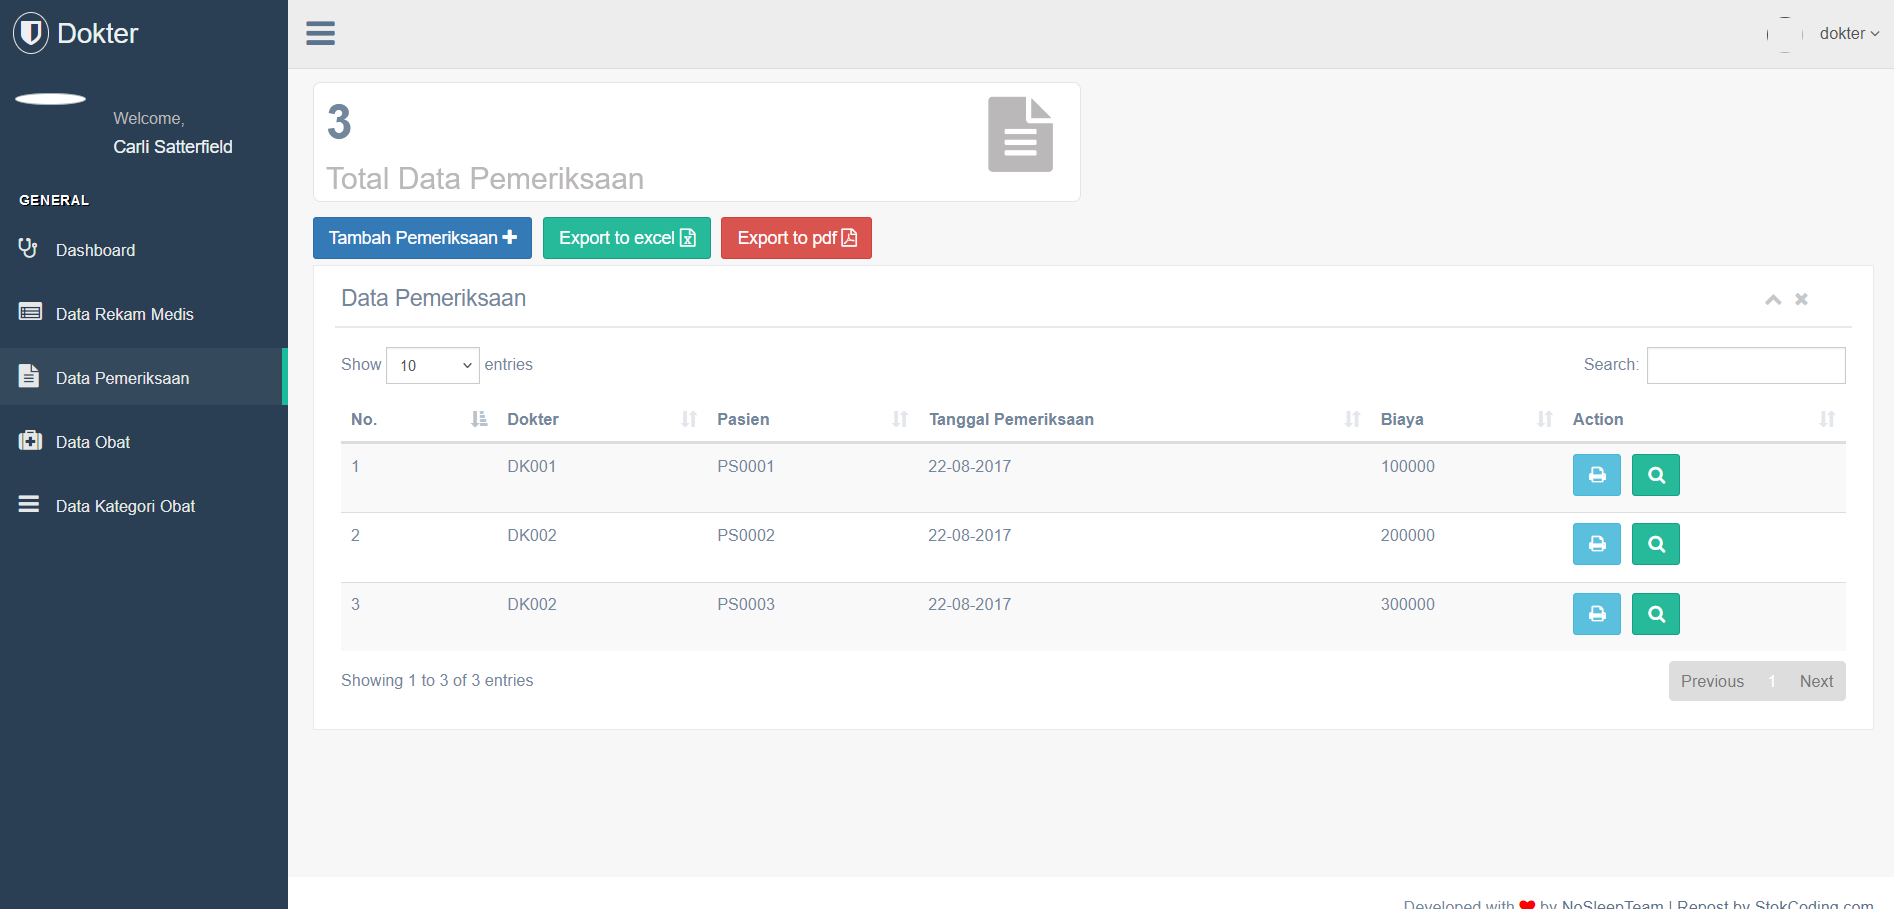 Dokter
dokter
Welcome,
Carli Satterfield
GENERAL
Dashboard
Data Rekam Medis
Data Pemeriksaan
Data Obat
Data Kategori Obat
3
Total Data Pemeriksaan
Tambah Pemeriksaan
Export to excel
Export to pdf
Data Pemeriksaan
Show 10 entries
Search:
No. Dokter Pasien Tanggal Pemeriksaan Biaya Action
1 DK001 PS0001 22-08-2017 100000
2 DK002 PS0002 22-08-2017 200000
3 DK002 PS0003 22-08-2017 300000
Showing 1 to 3 of 3 entries
Previous 1 Next
Developed with ❤ by NoSleepTeam | Repost by StokCoding.com